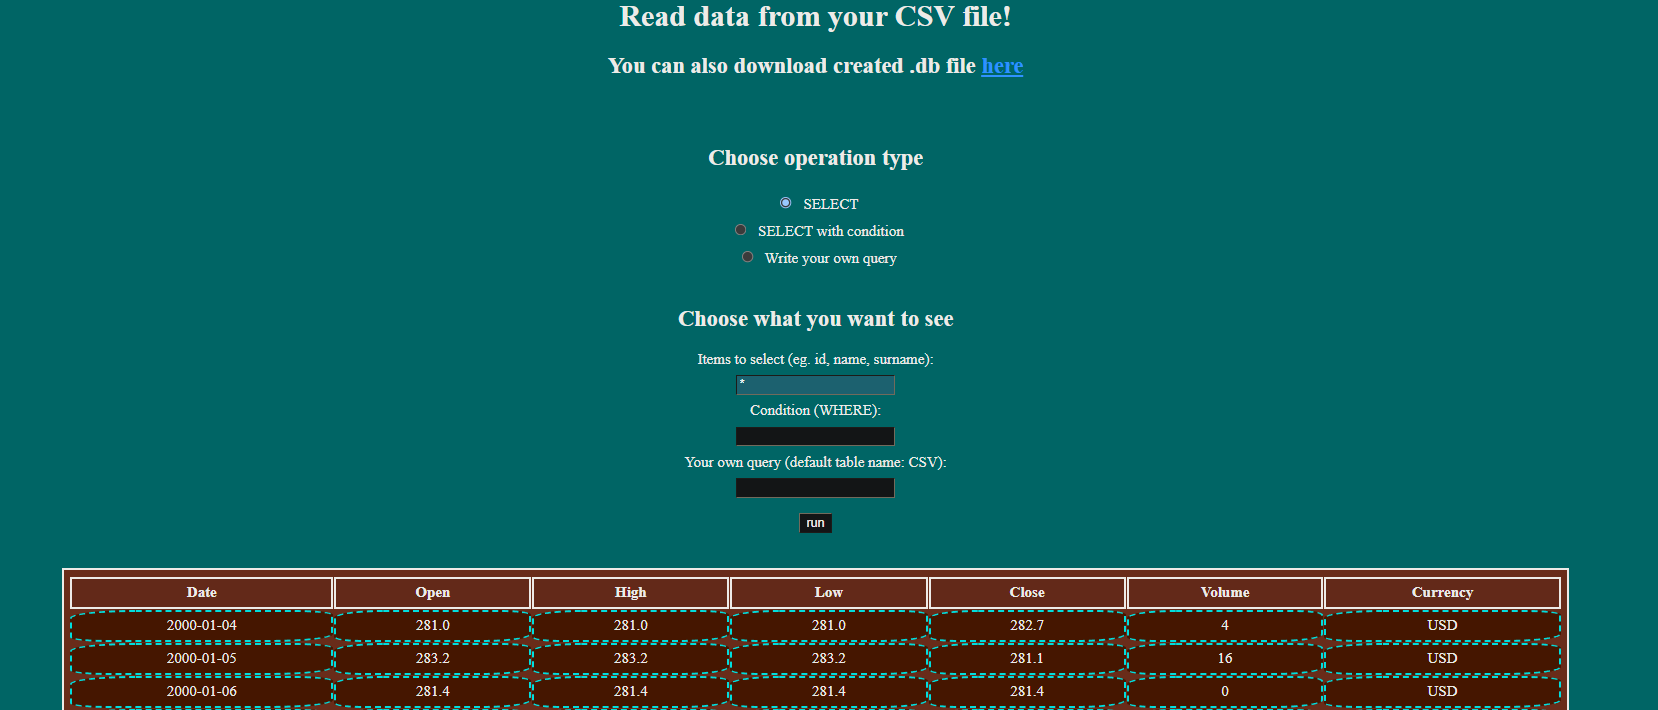 Read data from your CSV file!
You can also download created .db file here
Choose operation type
SELECT
SELECT with condition
Write your own query
Choose what you want to see
Items to select (eg. id, name, surname):
*
Condition (WHERE):
Your own query (default table name: CSV):
run
Date Open High Low Close Volume Currency
2000-01-04 281.0 281.0 281.0 282.7 4 USD
2000-01-05 283.2 283.2 283.2 281.1 16 USD
2000-01-06 281.4 281.4 281.4 281.4 0 USD